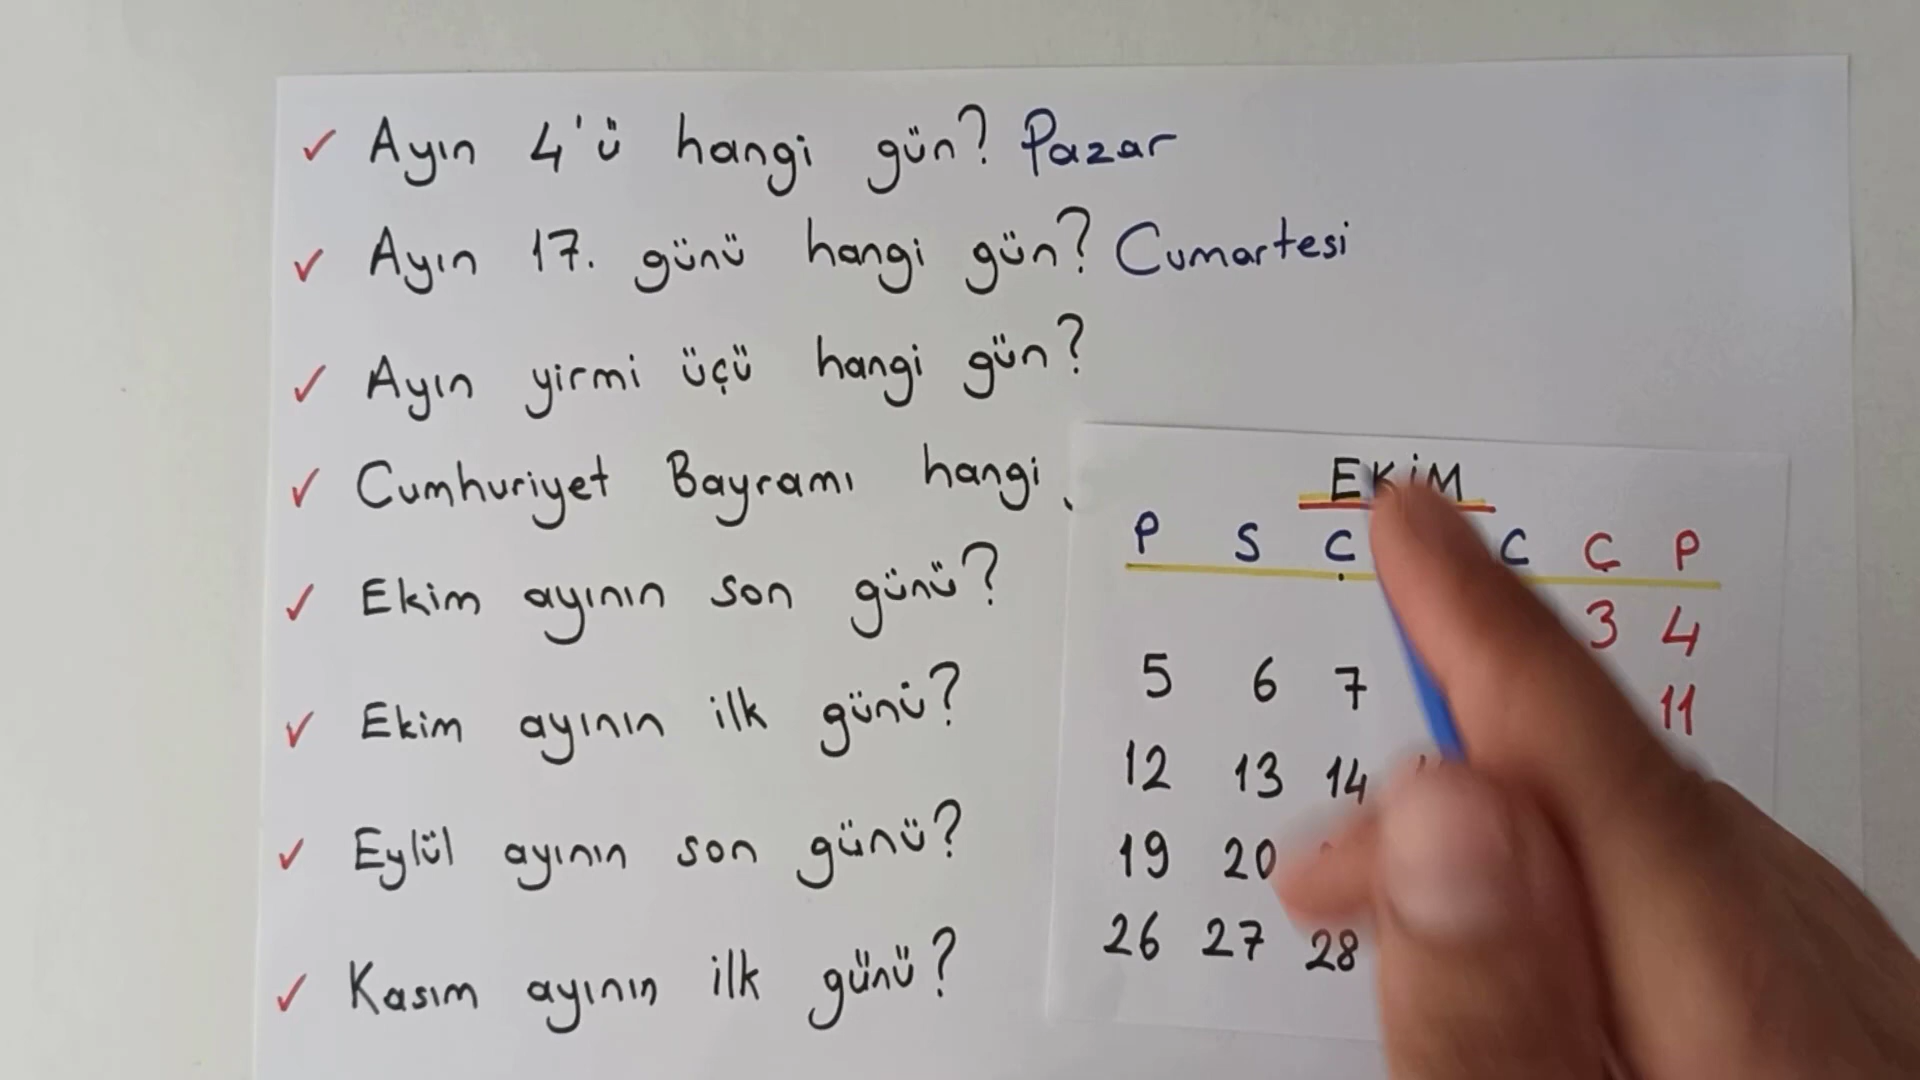 Ayın 4'ü hangi gün? Pazar
Ayın 17. günü hangi gün? Cumartesi
Ayın yirmi üçü hangi gün?
Cumhuriyet Bayramı hangi
Ekim ayının son günü?
Ekim ayının ilk günü?
Eylül ayının son günü?
Kasım ayının ilk günü?
EKİM
P S Ç C C P
3 4
5 6 7 11
12 13 14
19 20
26 27 28